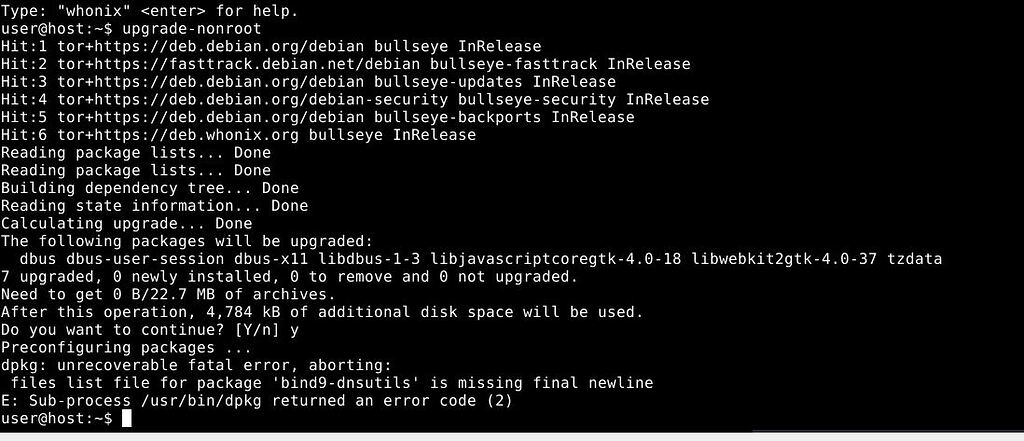 Type: "whonix" <enter> for help.
user@host:~$ upgrade-nonroot
Hit:1 tor+https://deb.debian.org/debian bullseye InRelease
Hit:2 tor+https://fasttrack.debian.net/debian bullseye-fasttrack InRelease
Hit:3 tor+https://deb.debian.org/debian bullseye-updates InRelease
Hit:4 tor+https://deb.debian.org/debian-security bullseye-security InRelease
Hit:5 tor+https://deb.debian.org/debian bullseye-backports InRelease
Hit:6 tor+https://deb.whonix.org bullseye InRelease
Reading package lists... Done
Reading package lists... Done
Building dependency tree... Done
Reading state information... Done
Calculating upgrade... Done
The following packages will be upgraded:
  dbus dbus-user-session dbus-x11 libdbus-1-3 libjavascriptcoregtk-4.0-18 libwebkit2gtk-4.0-37 tzdata
7 upgraded, 0 newly installed, 0 to remove and 0 not upgraded.
Need to get 0 B/22.7 MB of archives.
After this operation, 4,784 kB of additional disk space will be used.
Do you want to continue? [Y/n] y
Preconfiguring packages ...
dpkg: unrecoverable fatal error, aborting:
 files list file for package 'bind9-dnsutils' is missing final newline
E: Sub-process /usr/bin/dpkg returned an error code (2)
user@host:~$